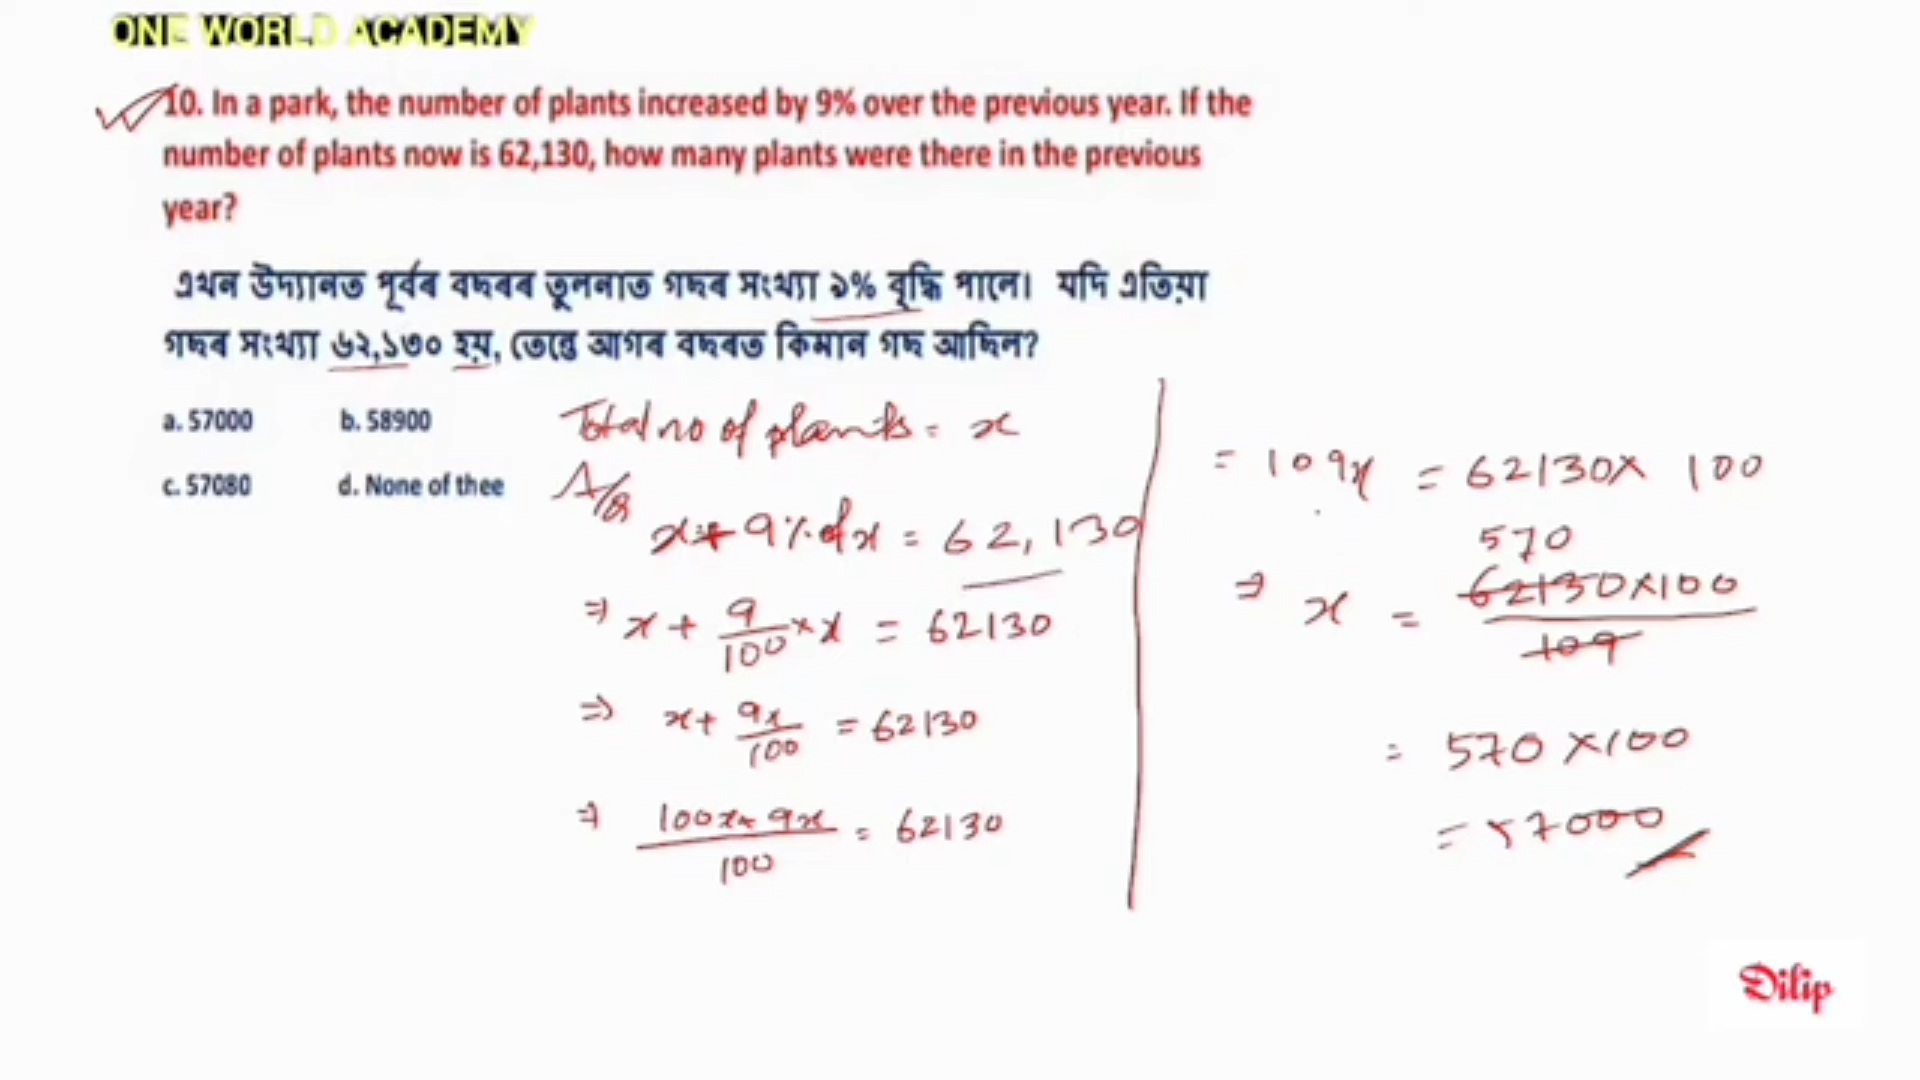 ONE WORLD ACADEMY
10. In a park, the number of plants increased by 9% over the previous year. If the
number of plants now is 62,130, how many plants were there in the previous
year?
এখন উদ্যানত পূৰ্বৰ বছৰৰ তুলনাত গছৰ সংখ্যা ৯% বৃদ্ধি পালে। যদি এতিয়া
গছৰ সংখ্যা ৬২,১৩০ হয়, তেন্তে আগৰ বছৰত কিমান গছ আছিল?
a. 57000 b. 58900
c. 57080 d. None of thee
Total no of plants = x
A/Q
x + 9% of x = 62,130
⇒ x + 9/100 × x = 62130
⇒ x + 9x/100 = 62130
⇒ 100x + 9x / 100 = 62130
= 109x = 62130 × 100
570
⇒ x = 62130×100 / 109
= 570 × 100
= 57000
Dilip